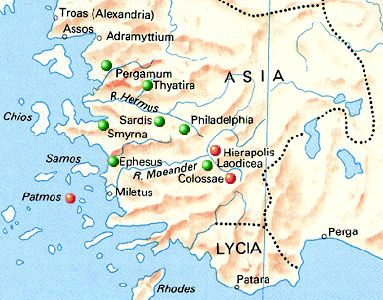 Troas (Alexandria)
Assos
Adramyttium
Pergamum
Thyatira
ASIA
R. Hermus
Chios
Sardis
Philadelphia
Smyrna
Hierapolis
Samos
Ephesus
Laodicea
R. Maeander
Colossae
Patmos
Miletus
Perga
LYCIA
Rhodes
Patara